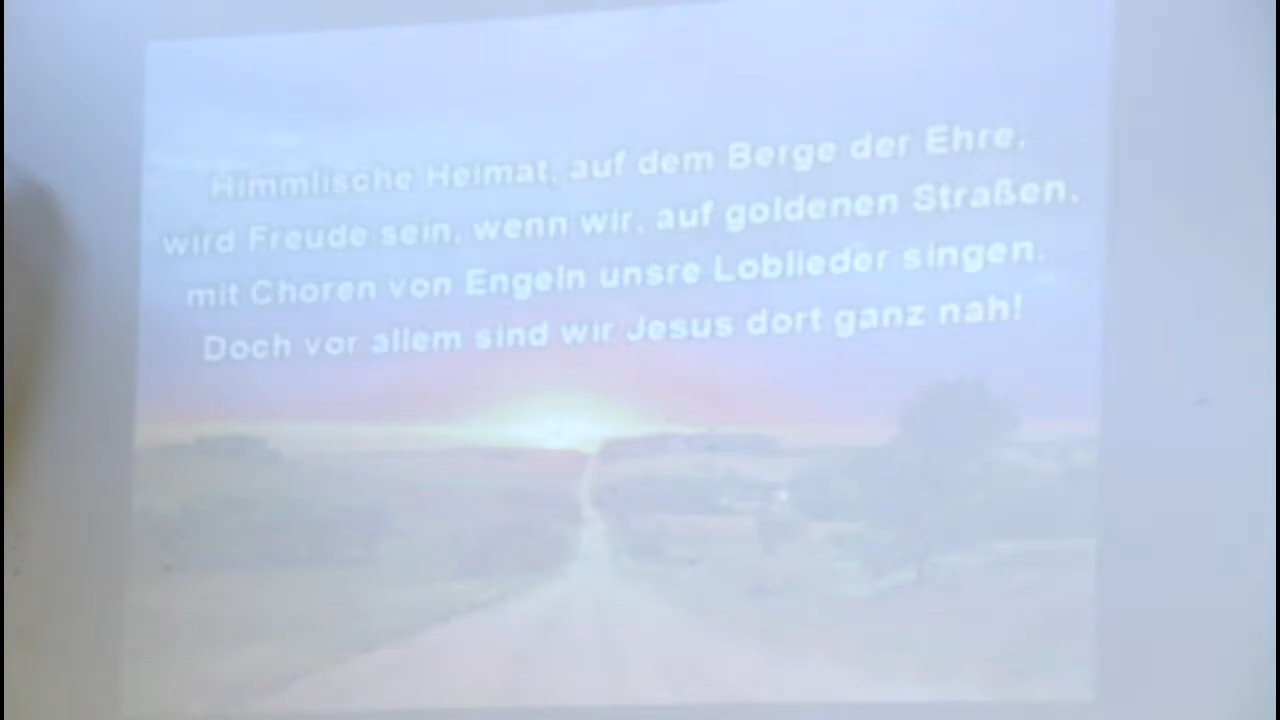 Himmlische Heimat, auf dem Berge der Ehre,
wird Freude sein, wenn wir, auf goldenen Straßen,
mit Choren von Engeln unsre Loblieder singen.
Doch vor allem sind wir Jesus dort ganz nah!